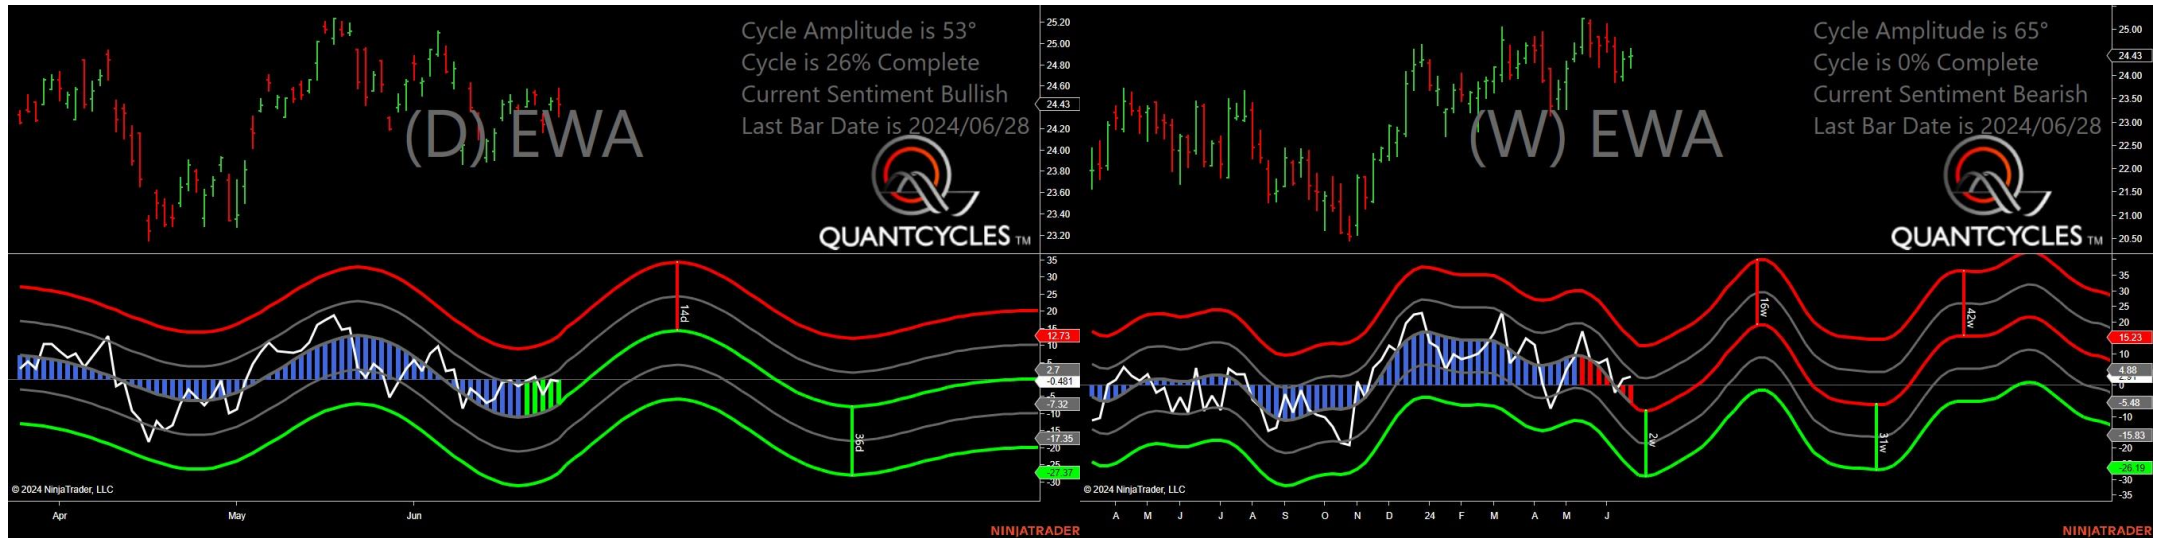 Cycle Amplitude is 53°
Cycle is 26% Complete
Current Sentiment Bullish
Last Bar Date is 2024/06/28
(D) EWA
QUANTCYCLES TM
25.20
25.00
24.80
24.60
24.43
24.20
24.00
23.80
23.60
23.40
23.20
35
30
25
20
15
12.73
10
5
2.7
-0.481
-5
-7.32
-10
-15
-17.35
-20
-25
-27.37
-30
14d
36d
© 2024 NinjaTrader, LLC
Apr May Jun
NINJATRADER
Cycle Amplitude is 65°
Cycle is 0% Complete
Current Sentiment Bearish
Last Bar Date is 2024/06/28
(W) EWA
QUANTCYCLES TM
25.00
24.43
24.00
23.50
23.00
22.50
22.00
21.50
21.00
20.50
35
30
25
20
15.23
10
4.88
0
-5.48
-10
-15.83
-20
-26.19
-30
-35
16w
42w
2w
31w
© 2024 NinjaTrader, LLC
A M J J A S O N D 24 F M A M J
NINJATRADER